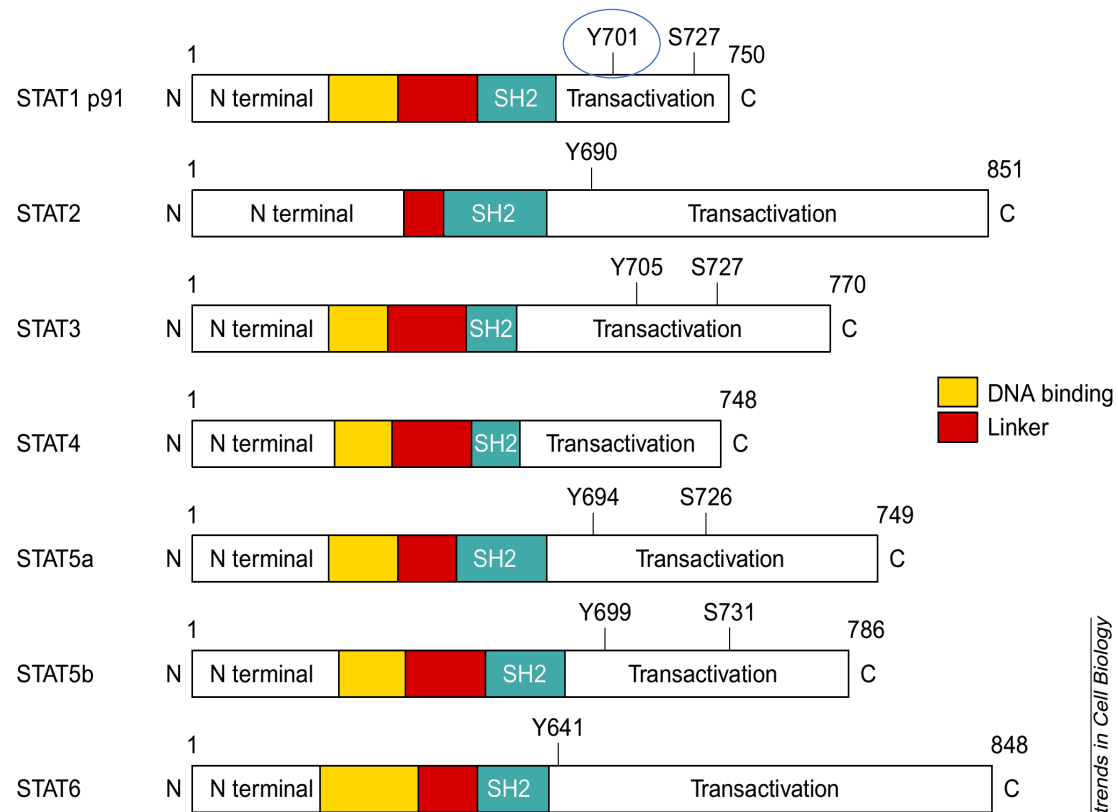 Y701 S727
1 750
STAT1 p91 N N terminal SH2 Transactivation C
Y690
1 851
STAT2 N N terminal SH2 Transactivation C
Y705 S727
1 770
STAT3 N N terminal SH2 Transactivation C
DNA binding
Linker
1 748
STAT4 N N terminal SH2 Transactivation C
Y694 S726
1 749
STAT5a N N terminal SH2 Transactivation C
Y699 S731
1 786
STAT5b N N terminal SH2 Transactivation C
Y641
1 848
STAT6 N N terminal SH2 Transactivation C
trends in Cell Biology